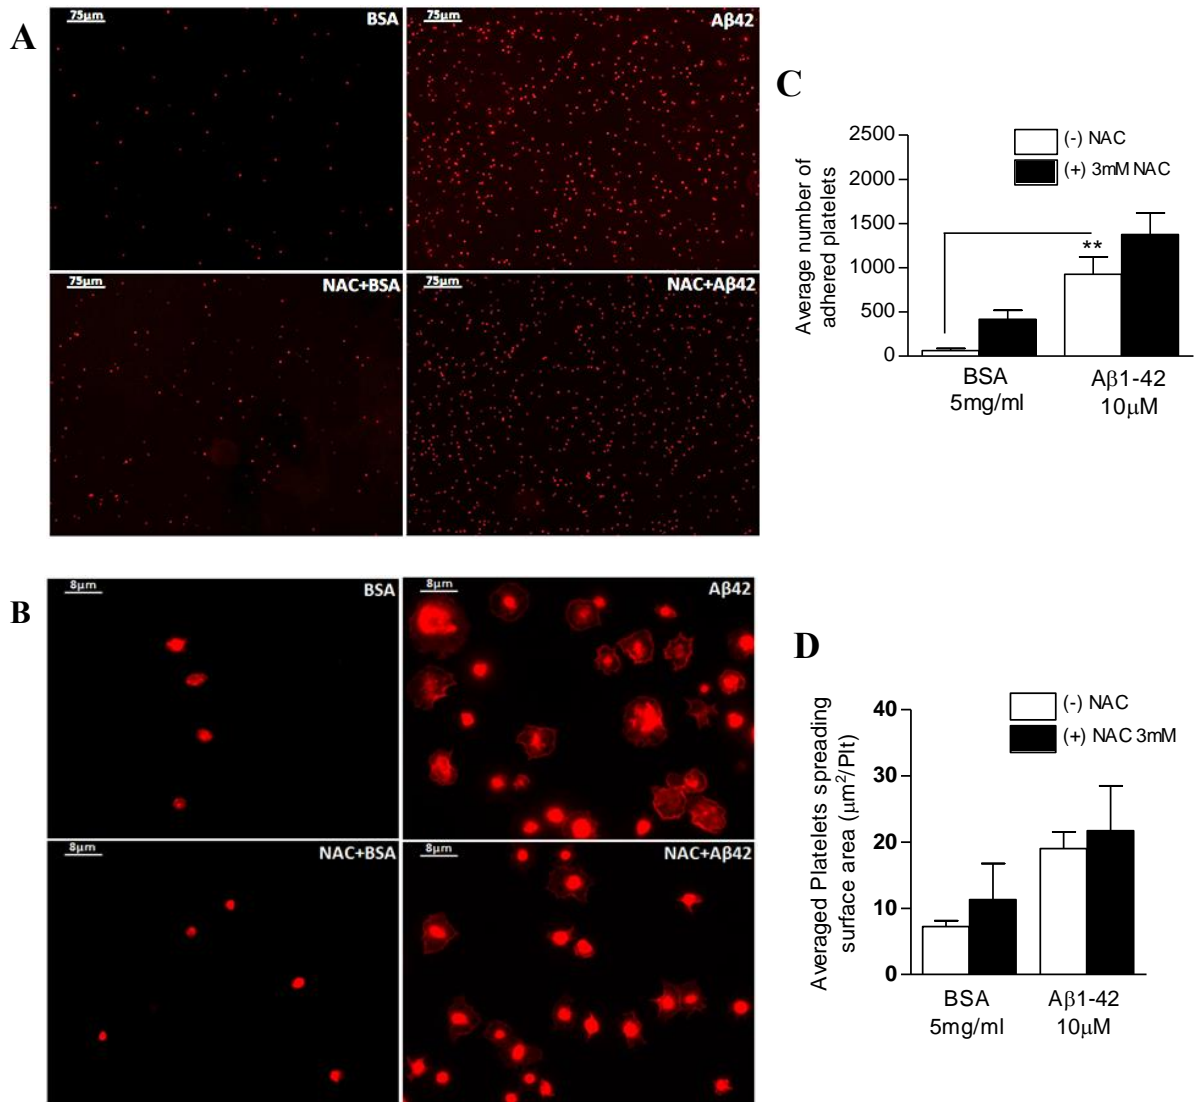 A
75μm
BSA
75μm
Aβ42
75μm
NAC+BSA
75μm
NAC+Aβ42
B
8μm
BSA
8μm
Aβ42
8μm
NAC+BSA
8μm
NAC+Aβ42
C
Average number of
adhered platelets
2500
2000
1500
1000
500
0
(-) NAC
(+) 3mM NAC
**
BSA
5mg/ml
Aβ1-42
10μM
D
Averaged Platelets spreading
surface area (μm²/Plt)
40
30
20
10
0
(-) NAC
(+) NAC 3mM
BSA
5mg/ml
Aβ1-42
10μM